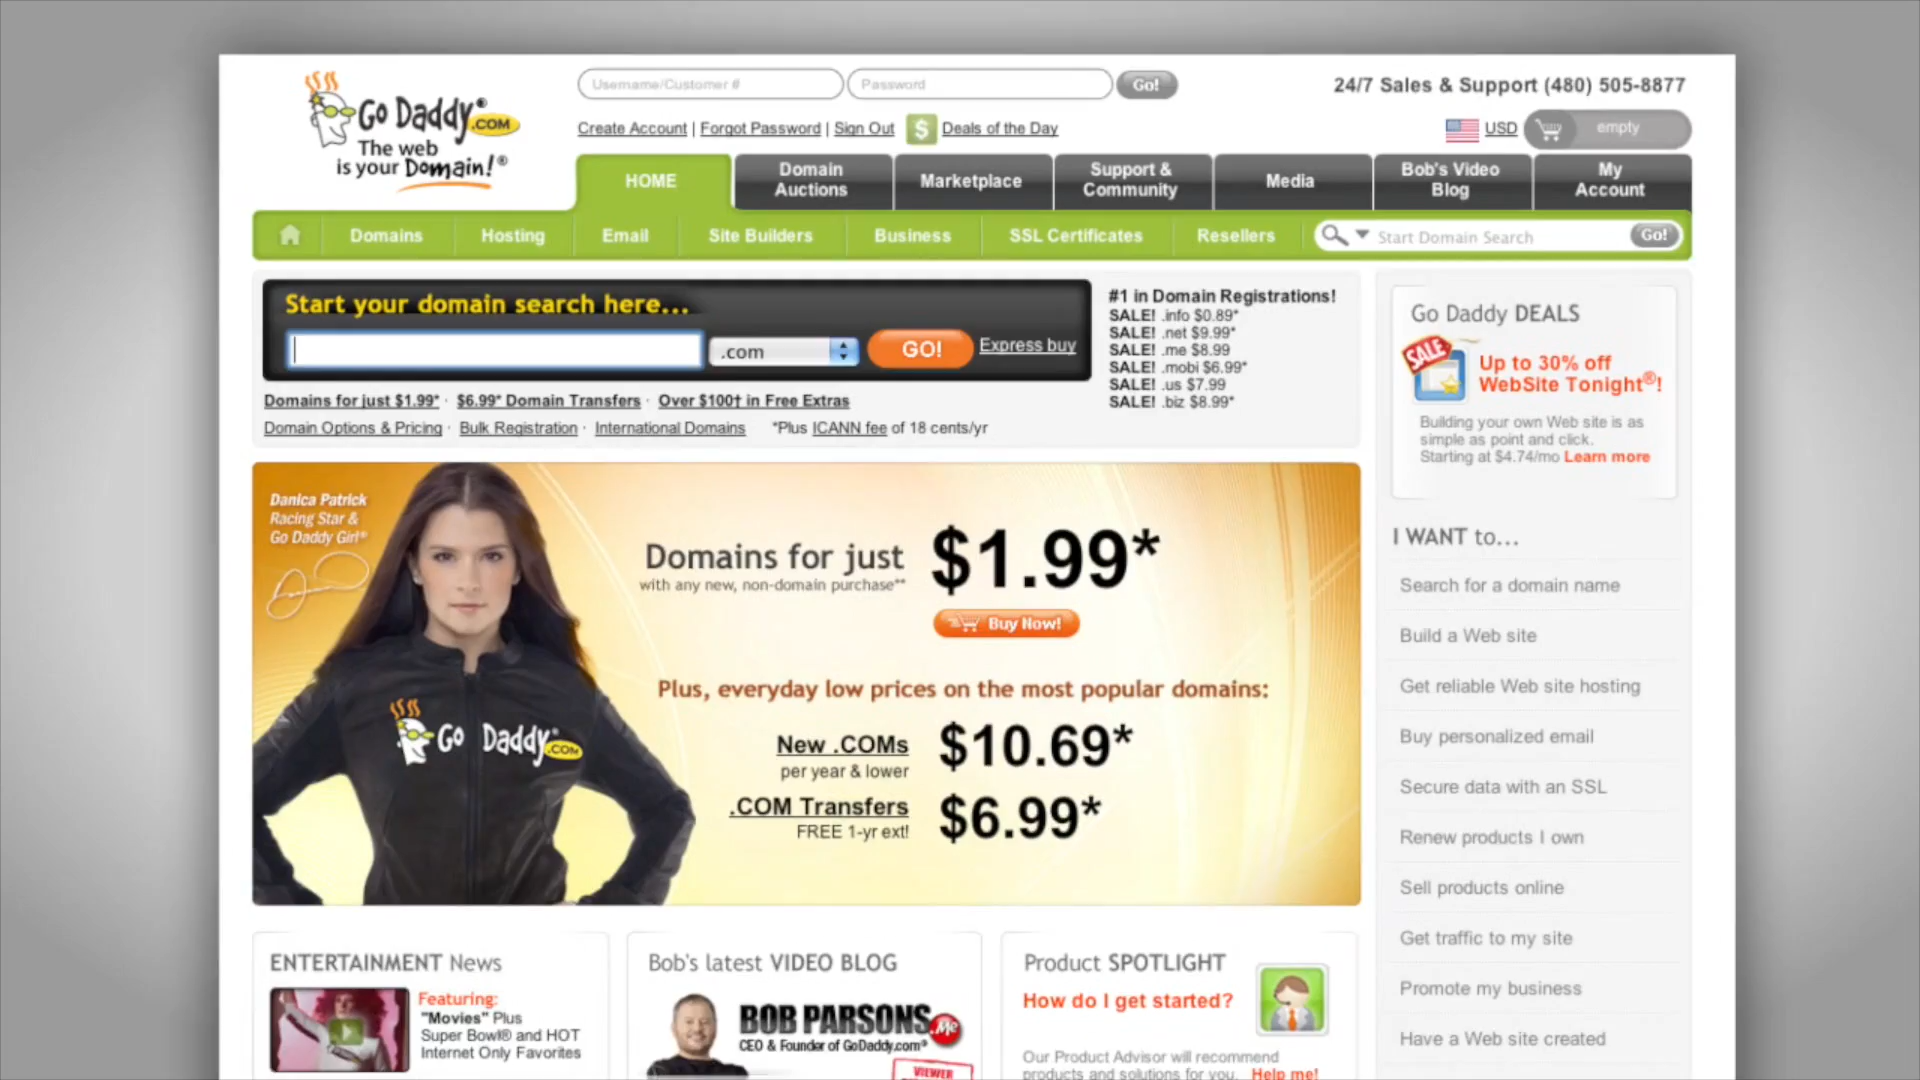 Go Daddy®.COM
The web
is your Domain!®
Username/Customer #
Password
Go!
24/7 Sales & Support (480) 505-8877
Create Account | Forgot Password | Sign Out
$ Deals of the Day
USD
empty
HOME
Domain
Auctions
Marketplace
Support &
Community
Media
Bob's Video
Blog
My
Account
Domains
Hosting
Email
Site Builders
Business
SSL Certificates
Resellers
Start Domain Search
Go!
Start your domain search here...
.com
GO!
Express buy
Domains for just $1.99* · $6.99* Domain Transfers · Over $100† in Free Extras
Domain Options & Pricing · Bulk Registration · International Domains *Plus ICANN fee of 18 cents/yr
#1 in Domain Registrations!
SALE! .info $0.89*
SALE! .net $9.99*
SALE! .me $8.99
SALE! .mobi $6.99*
SALE! .us $7.99
SALE! .biz $8.99*
Go Daddy DEALS
SALE
Up to 30% off
WebSite Tonight®!
Building your own Web site is as
simple as point and click.
Starting at $4.74/mo Learn more
Danica Patrick
Racing Star &
Go Daddy Girl®
Go Daddy®.COM
Domains for just
with any new, non-domain purchase**
$1.99*
Buy Now!
Plus, everyday low prices on the most popular domains:
New .COMs
per year & lower
$10.69*
.COM Transfers
FREE 1-yr ext!
$6.99*
I WANT to...
Search for a domain name
Build a Web site
Get reliable Web site hosting
Buy personalized email
Secure data with an SSL
Renew products I own
Sell products online
Get traffic to my site
Promote my business
Have a Web site created
ENTERTAINMENT News
Featuring:
"Movies" Plus
Super Bowl® and HOT
Internet Only Favorites
Bob's latest VIDEO BLOG
BOB PARSONS.Me
CEO & Founder of GoDaddy.com®
VIEWER
Product SPOTLIGHT
How do I get started?
Our Product Advisor will recommend
products and solutions for you. Help me!